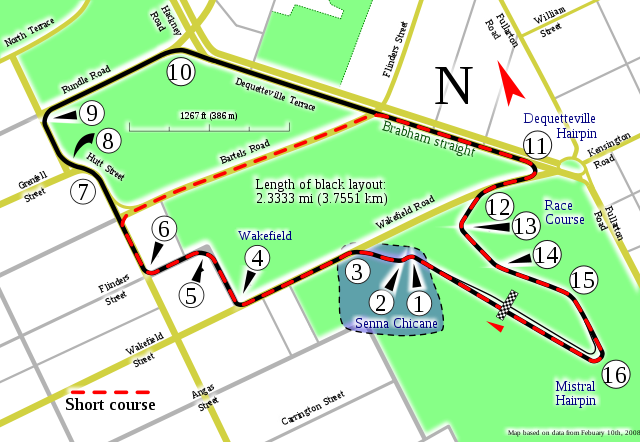 North Terrace
Hackney
Road
Flinders Street
Fullarton
Road
William
Street
Rundle Road
10
Dequetteville Terrace
N
1267 ft (386 m)
9
8
Hutt Street
7
Grenfell
Street
Bartels Road
Brabham straight
Dequetteville
Hairpin
11
Kensington
Road
Length of black layout:
2.3333 mi (3.7551 km)
Wakefield Road
12
13
14
Race
Course
Fullarton
Road
6
Wakefield
4
5
3
2
1
15
Senna Chicane
Flinders
Street
Wakefield
Street
16
Mistral
Hairpin
Angas
Street
Short course
Carrington Street
Map based on data from Febuary 10th, 2008